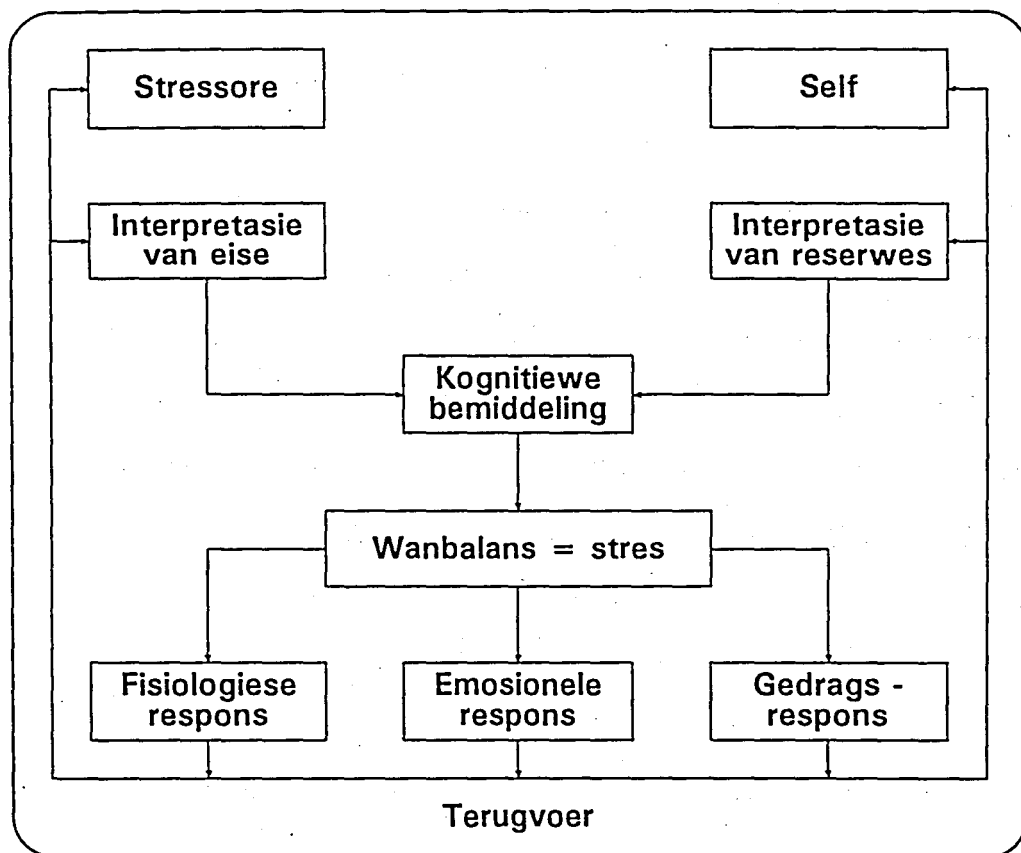 Stressore
Self
Interpretasie
van eise
Interpretasie
van reserwes
Kognitiewe
bemiddeling
Wanbalans = stres
Fisiologiese
respons
Emosionele
respons
Gedrags -
respons
Terugvoer